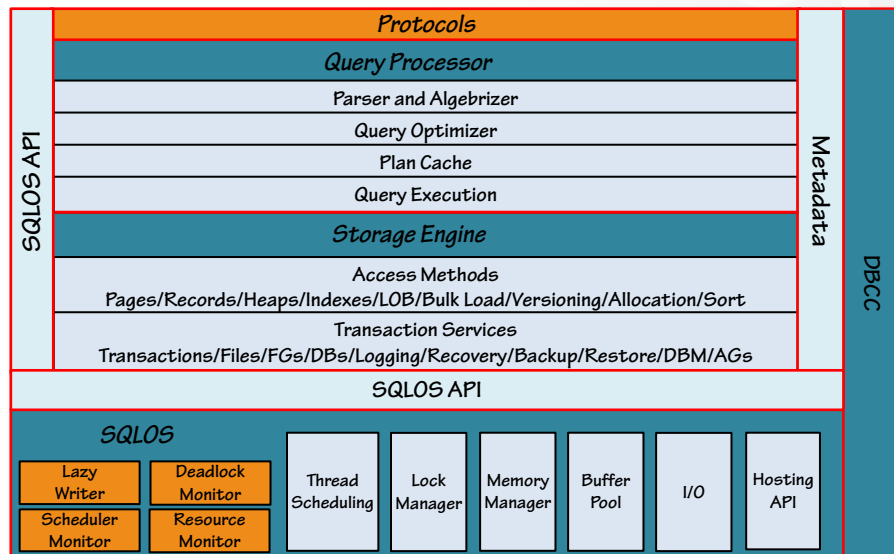 Protocols
Query Processor
Parser and Algebrizer
Query Optimizer
Plan Cache
Query Execution
Storage Engine
Access Methods
Pages/Records/Heaps/Indexes/LOB/Bulk Load/Versioning/Allocation/Sort
Transaction Services
Transactions/Files/FGs/DBs/Logging/Recovery/Backup/Restore/DBM/AGs
SQLOS API
Metadata
DBCC
SQLOS API
SQLOS
Lazy
Writer
Deadlock
Monitor
Scheduler
Monitor
Resource
Monitor
Thread
Scheduling
Lock
Manager
Memory
Manager
Buffer
Pool
I/O
Hosting
API